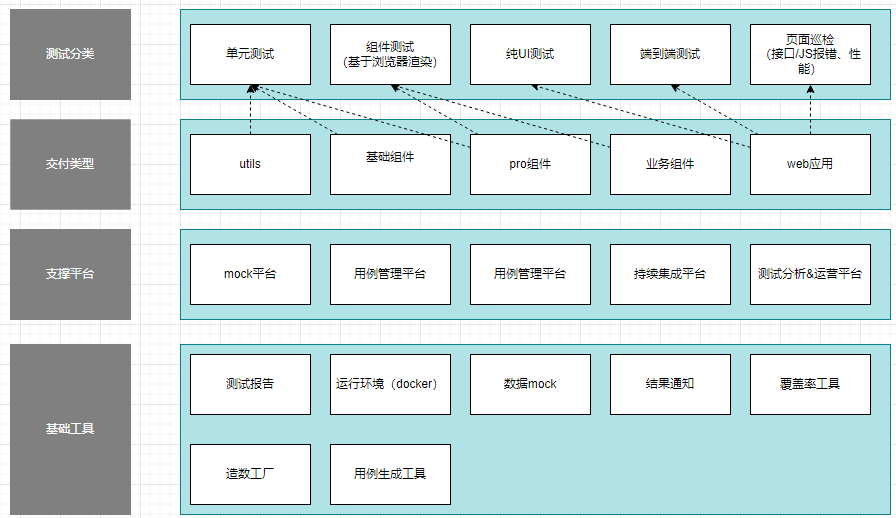 测试分类
单元测试
组件测试
（基于浏览器渲染）
纯UI测试
端到端测试
页面巡检
（接口/JS报错、性
能）
交付类型
utils
基础组件
pro组件
业务组件
web应用
支撑平台
mock平台
用例管理平台
用例管理平台
持续集成平台
测试分析&运营平台
基础工具
测试报告
运行环境（docker）
数据mock
结果通知
覆盖率工具
造数工厂
用例生成工具